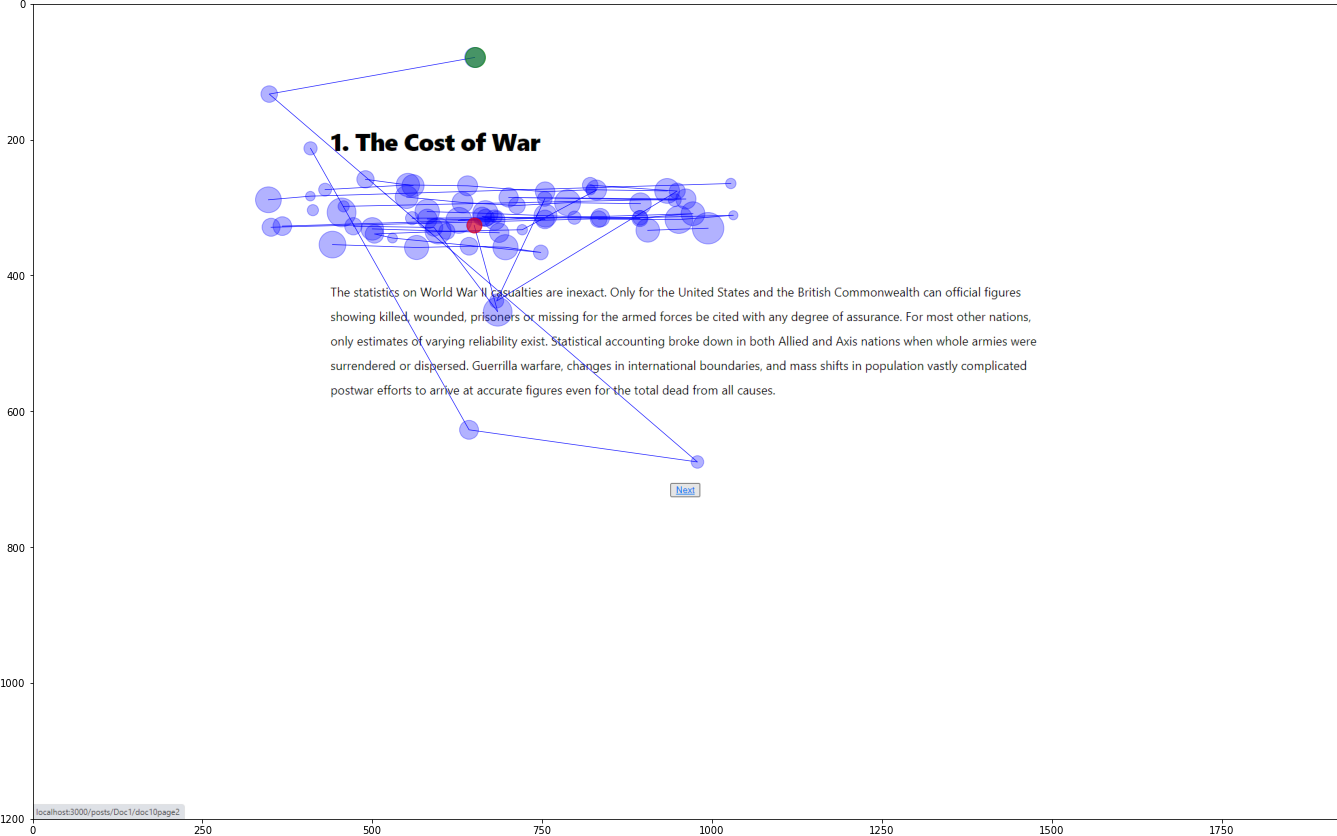 0
200
400
600
800
1000
1200
1. The Cost of War
The statistics on World War II casualties are inexact. Only for the United States and the British Commonwealth can official figures
showing killed, wounded, prisoners or missing for the armed forces be cited with any degree of assurance. For most other nations,
only estimates of varying reliability exist. Statistical accounting broke down in both Allied and Axis nations when whole armies were
surrendered or dispersed. Guerrilla warfare, changes in international boundaries, and mass shifts in population vastly complicated
postwar efforts to arrive at accurate figures even for the total dead from all causes.
Next
localhost:3000/posts/Doc1/doc10page2
0 250 500 750 1000 1250 1500 1750